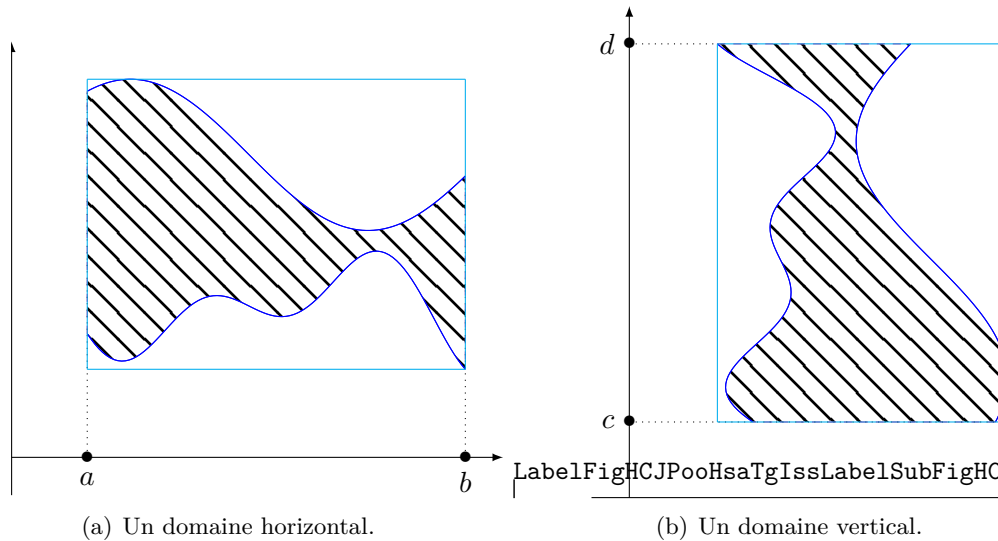 d
c
a
b
LabelFigHCJPooHsaTgIssLabelSubFigHC
(a) Un domaine horizontal.
(b) Un domaine vertical.